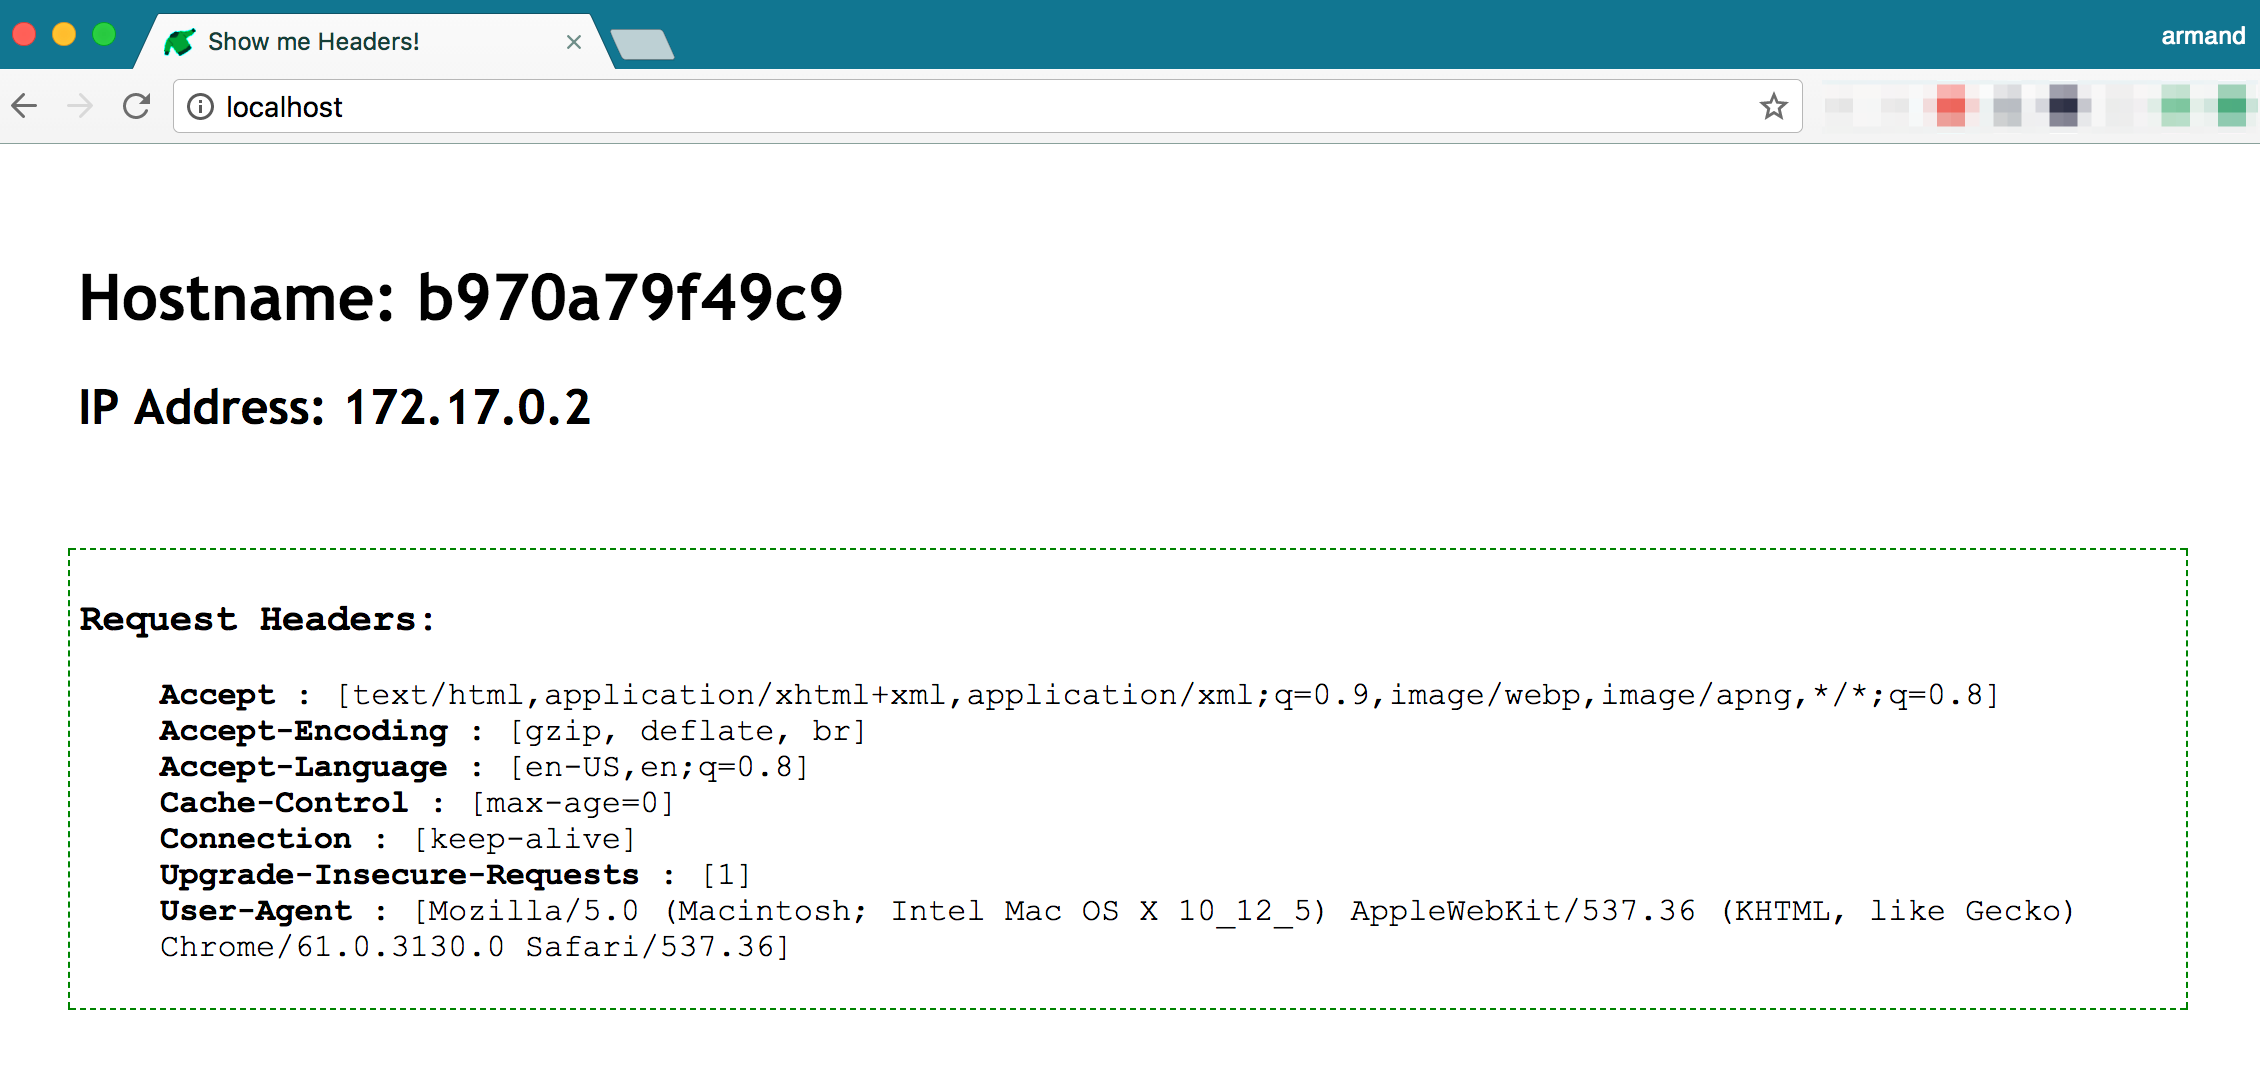 Show me Headers!
armand
localhost
Hostname: b970a79f49c9
IP Address: 172.17.0.2
Request Headers:
Accept : [text/html,application/xhtml+xml,application/xml;q=0.9,image/webp,image/apng,*/*;q=0.8]
Accept-Encoding : [gzip, deflate, br]
Accept-Language : [en-US,en;q=0.8]
Cache-Control : [max-age=0]
Connection : [keep-alive]
Upgrade-Insecure-Requests : [1]
User-Agent : [Mozilla/5.0 (Macintosh; Intel Mac OS X 10_12_5) AppleWebKit/537.36 (KHTML, like Gecko)
Chrome/61.0.3130.0 Safari/537.36]